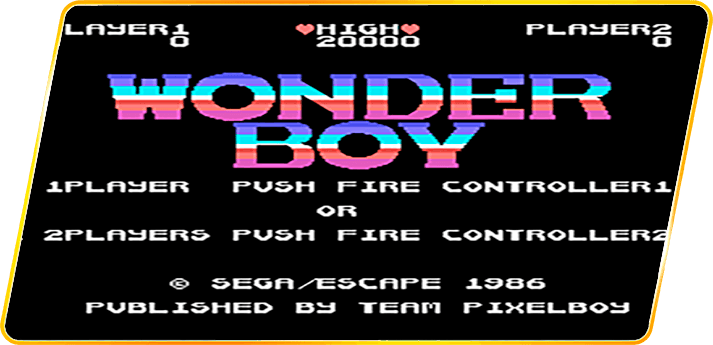 LAYER1 ❤HIGH❤ PLAYER2
0 20000 0
WONDER
BOY
1PLAYER PUSH FIRE CONTROLLER1
OR
2PLAYERS PUSH FIRE CONTROLLER2
© SEGA/ESCAPE 1986
PUBLISHED BY TEAM PIXELBOY